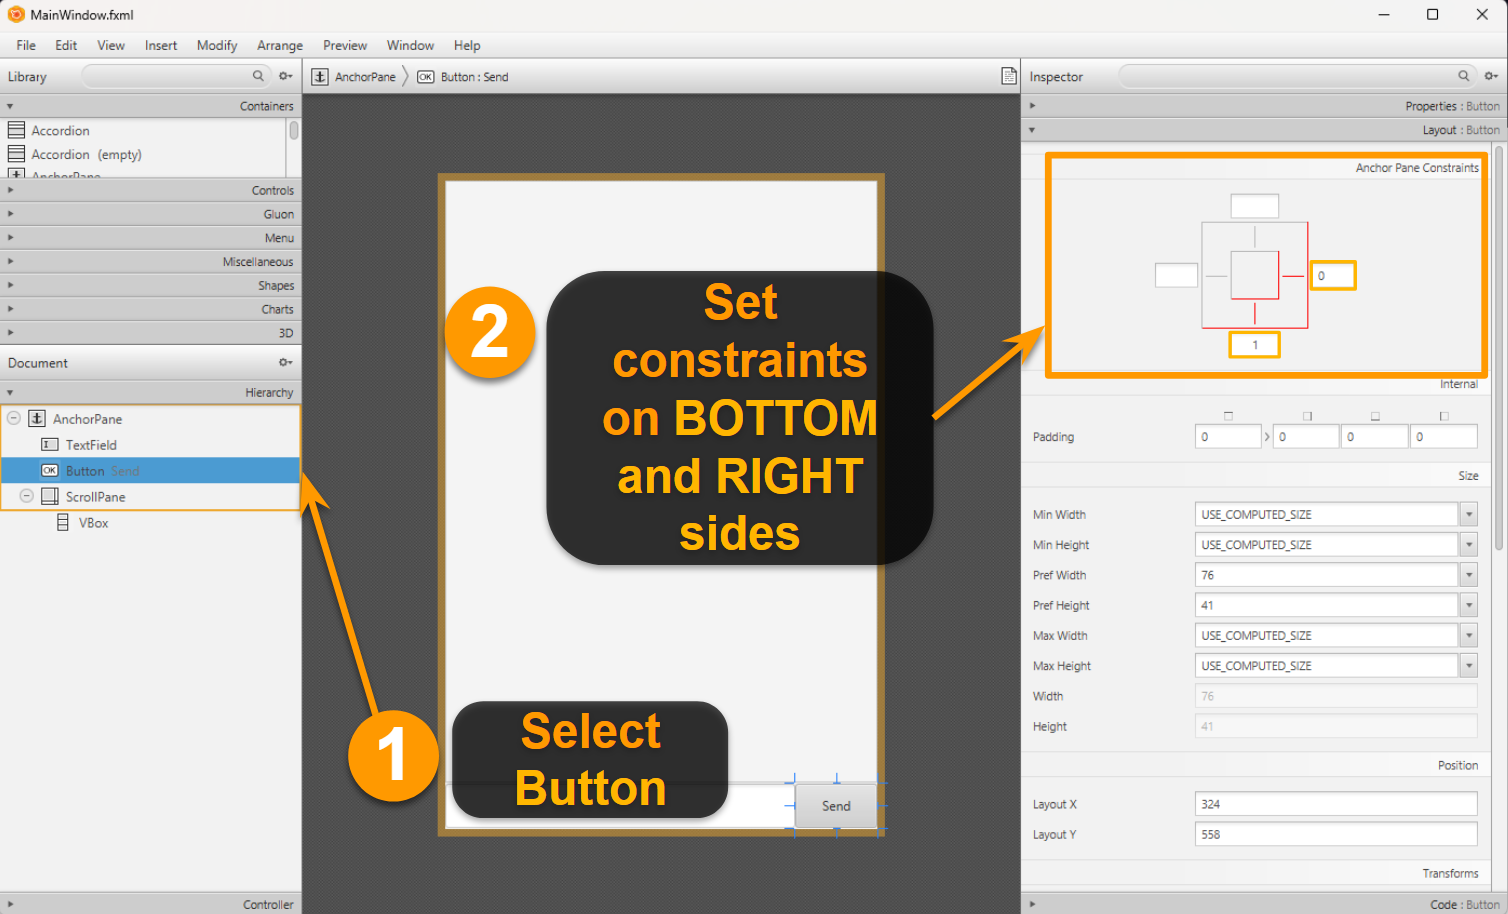 MainWindow.fxml
File Edit View Insert Modify Arrange Preview Window Help
Library
AnchorPane
OK Button : Send
Inspector
Containers
Accordion
Accordion (empty)
AnchorPane
Controls
Gluon
Menu
Miscellaneous
Shapes
Charts
3D
Document
Hierarchy
AnchorPane
TextField
OK Button Send
ScrollPane
VBox
Controller
2
Set
constraints
on BOTTOM
and RIGHT
sides
1
Select
Button
Send
Properties : Button
Layout : Button
Anchor Pane Constraints
0
1
Internal
Padding 0 0 0 0
Size
Min Width USE_COMPUTED_SIZE
Min Height USE_COMPUTED_SIZE
Pref Width 76
Pref Height 41
Max Width USE_COMPUTED_SIZE
Max Height USE_COMPUTED_SIZE
Width 76
Height 41
Position
Layout X 324
Layout Y 558
Transforms
Code : Button